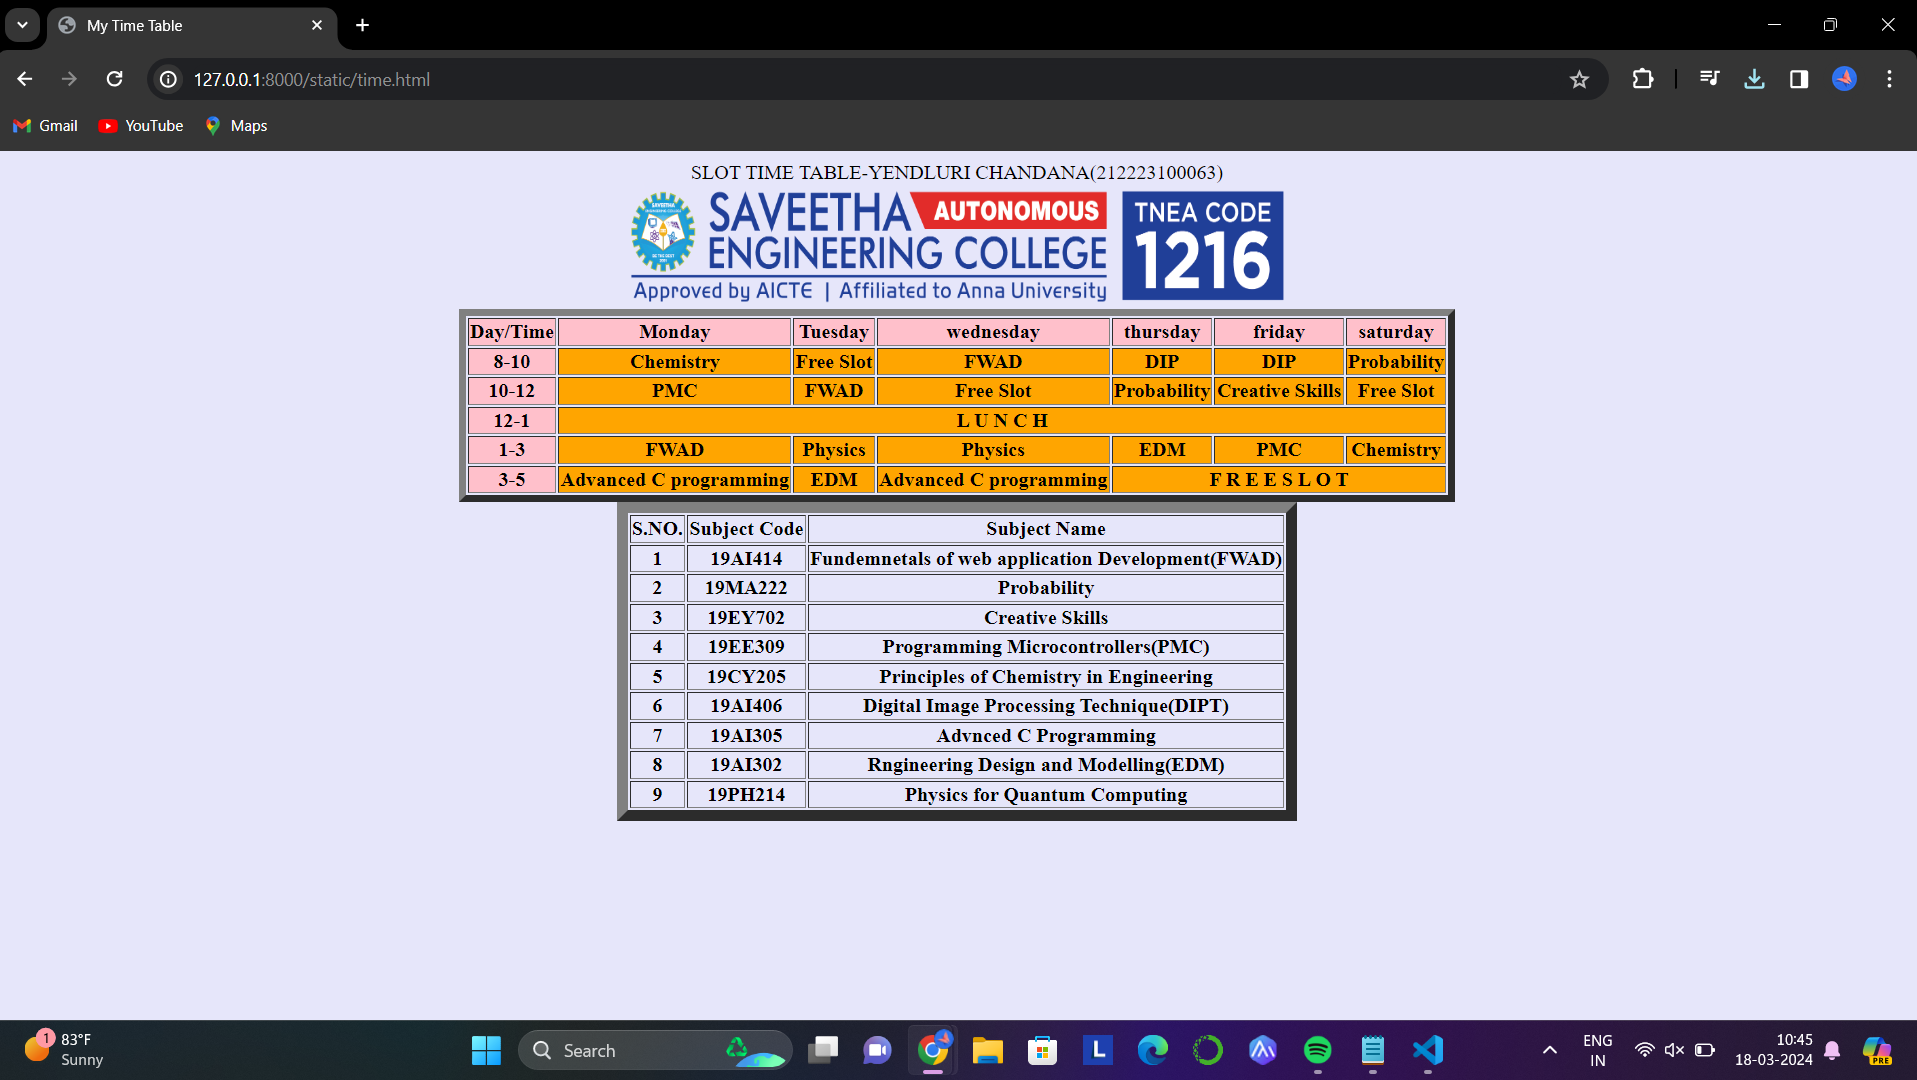 My Time Table
127.0.0.1:8000/static/time.html
Gmail YouTube Maps
SLOT TIME TABLE-YENDLURI CHANDANA(212223100063)
SAVEETHA AUTONOMOUS
ENGINEERING COLLEGE
Approved by AICTE | Affiliated to Anna University
TNEA CODE
1216
Day/Time Monday Tuesday wednesday thursday friday saturday
8-10 Chemistry Free Slot FWAD DIP DIP Probability
10-12 PMC FWAD Free Slot Probability Creative Skills Free Slot
12-1 L U N C H
1-3 FWAD Physics Physics EDM PMC Chemistry
3-5 Advanced C programming EDM Advanced C programming F R E E S L O T
S.NO. Subject Code Subject Name
1 19AI414 Fundemnetals of web application Development(FWAD)
2 19MA222 Probability
3 19EY702 Creative Skills
4 19EE309 Programming Microcontrollers(PMC)
5 19CY205 Principles of Chemistry in Engineering
6 19AI406 Digital Image Processing Technique(DIPT)
7 19AI305 Advnced C Programming
8 19AI302 Rngineering Design and Modelling(EDM)
9 19PH214 Physics for Quantum Computing
1 83°F
Sunny
Search
L
ENG
IN
10:45
18-03-2024
PRE